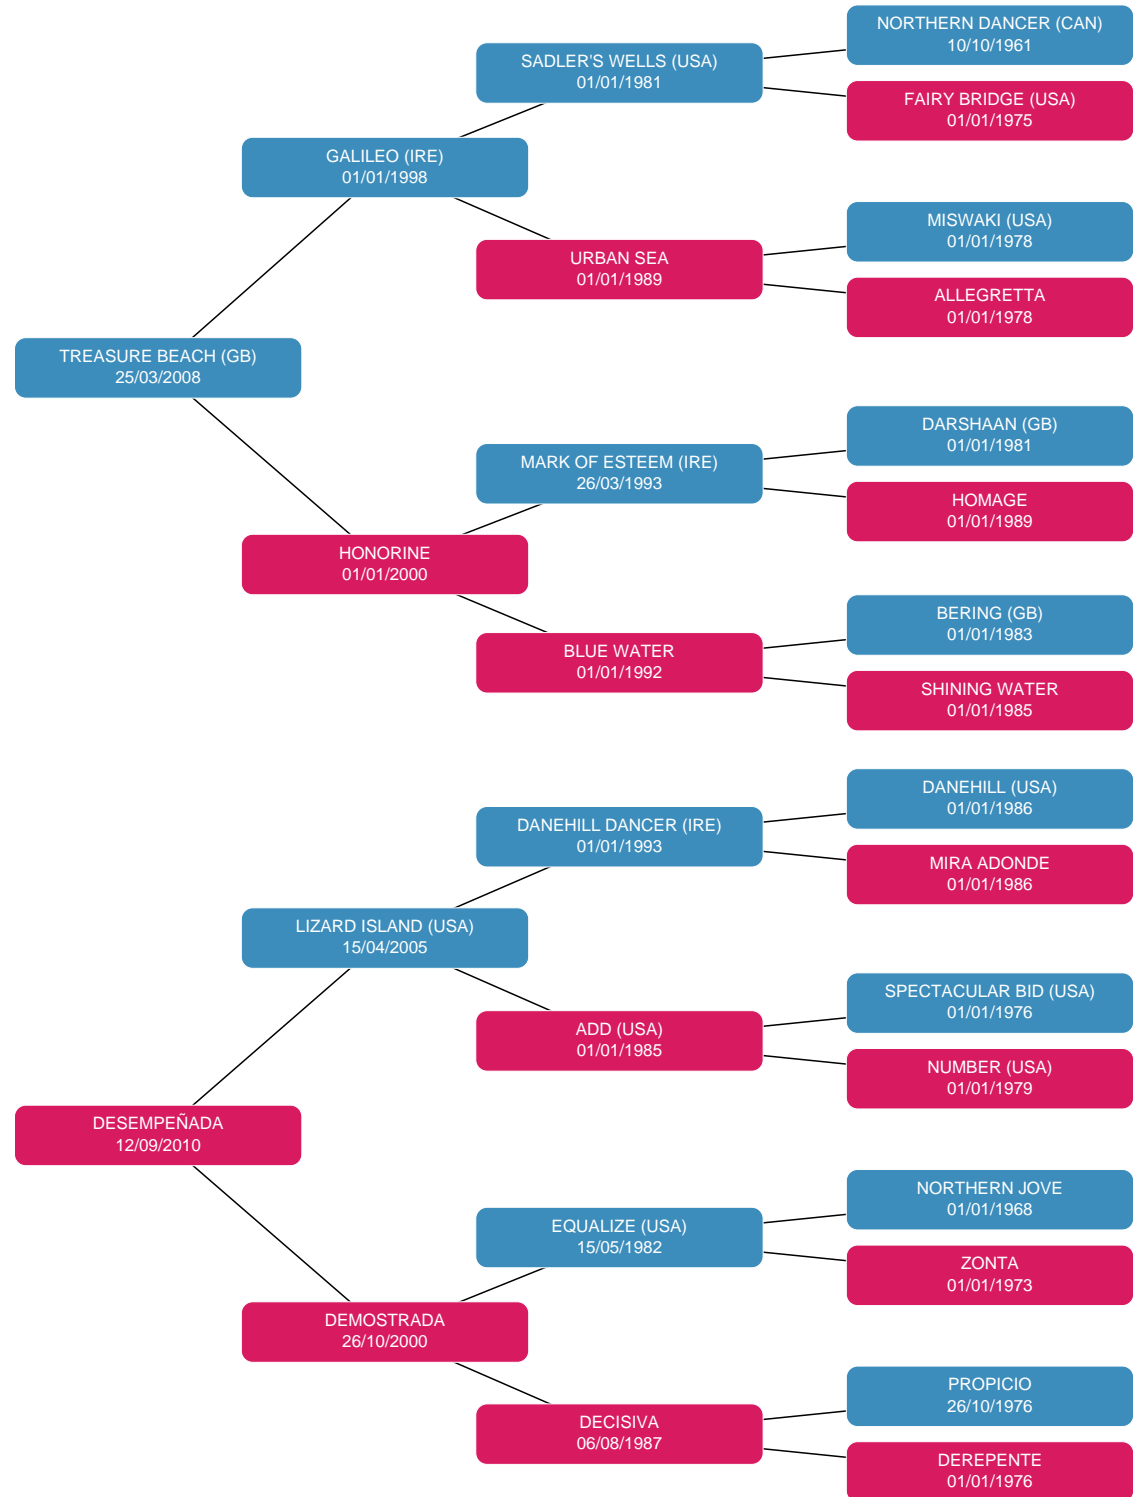 NORTHERN DANCER (CAN)
10/10/1961
SADLER'S WELLS (USA)
01/01/1981
FAIRY BRIDGE (USA)
01/01/1975
GALILEO (IRE)
01/01/1998
MISWAKI (USA)
01/01/1978
URBAN SEA
01/01/1989
ALLEGRETTA
01/01/1978
TREASURE BEACH (GB)
25/03/2008
DARSHAAN (GB)
01/01/1981
MARK OF ESTEEM (IRE)
26/03/1993
HOMAGE
01/01/1989
HONORINE
01/01/2000
BERING (GB)
01/01/1983
BLUE WATER
01/01/1992
SHINING WATER
01/01/1985
DANEHILL (USA)
01/01/1986
DANEHILL DANCER (IRE)
01/01/1993
MIRA ADONDE
01/01/1986
LIZARD ISLAND (USA)
15/04/2005
SPECTACULAR BID (USA)
01/01/1976
ADD (USA)
01/01/1985
NUMBER (USA)
01/01/1979
DESEMPEÑADA
12/09/2010
NORTHERN JOVE
01/01/1968
EQUALIZE (USA)
15/05/1982
ZONTA
01/01/1973
DEMOSTRADA
26/10/2000
PROPICIO
26/10/1976
DECISIVA
06/08/1987
DEREPENTE
01/01/1976